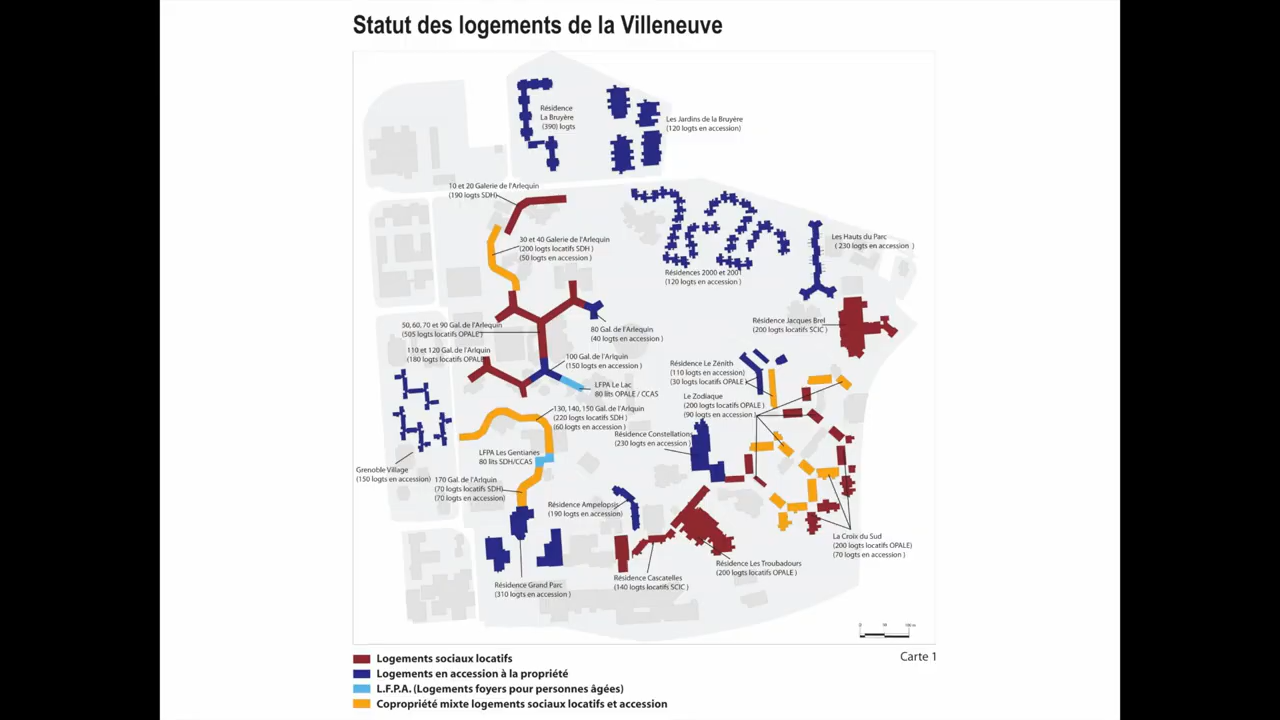 Statut des logements de la Villeneuve
Résidence
La Bruyère
(390) logts
Les Jardins de la Bruyère
(120 logts en accession)
10 et 20 Galerie de l'Arlequin
(190 logts SDH)
30 et 40 Galerie de l'Arlequin
(200 logts locatifs SDH )
(50 logts en accession )
Les Hauts du Parc
( 230 logts en accession )
Résidences 2000 et 2001
(120 logts en accession )
50, 60, 70 et 90 Gal. de l'Arlequin
(505 logts locatifs OPALE)
80 Gal. de l'Arlequin
(40 logts en accession )
Résidence Jacques Brel
(200 logts locatifs SCIC )
110 et 120 Gal. de l'Arlquin
(180 logts locatifs OPALE)
100 Gal. de l'Arlquin
(150 logts en accession )
LFPA Le Lac
80 lits OPALE / CCAS
Résidence Le Zénith
(110 logts en accession)
(30 logts locatifs OPALE )
Le Zodiaque
(200 logts locatifs OPALE )
(90 logts en accession )
130, 140, 150 Gal. de l'Arlquin
(220 logts locatifs SDH )
(60 logts en accession )
Résidence Constellations
(230 logts en accession )
LFPA Les Gentianes
80 lits SDH/CCAS
Grenoble Village
(150 logts en accession)
170 Gal. de l'Arlquin
(70 logts locatifs SDH)
(70 logts en accession)
Résidence Ampelopsis
(190 logts en accession)
La Croix du Sud
(200 logts locatifs OPALE)
(70 logts en accession )
Résidence Les Troubadours
(200 logts locatifs OPALE )
Résidence Cascatelles
(140 logts locatifs SCIC )
Résidence Grand Parc
(310 logts en accession )
Carte 1
Logements sociaux locatifs
Logements en accession à la propriété
L.F.P.A. (Logements foyers pour personnes âgées)
Copropriété mixte logements sociaux locatifs et accession